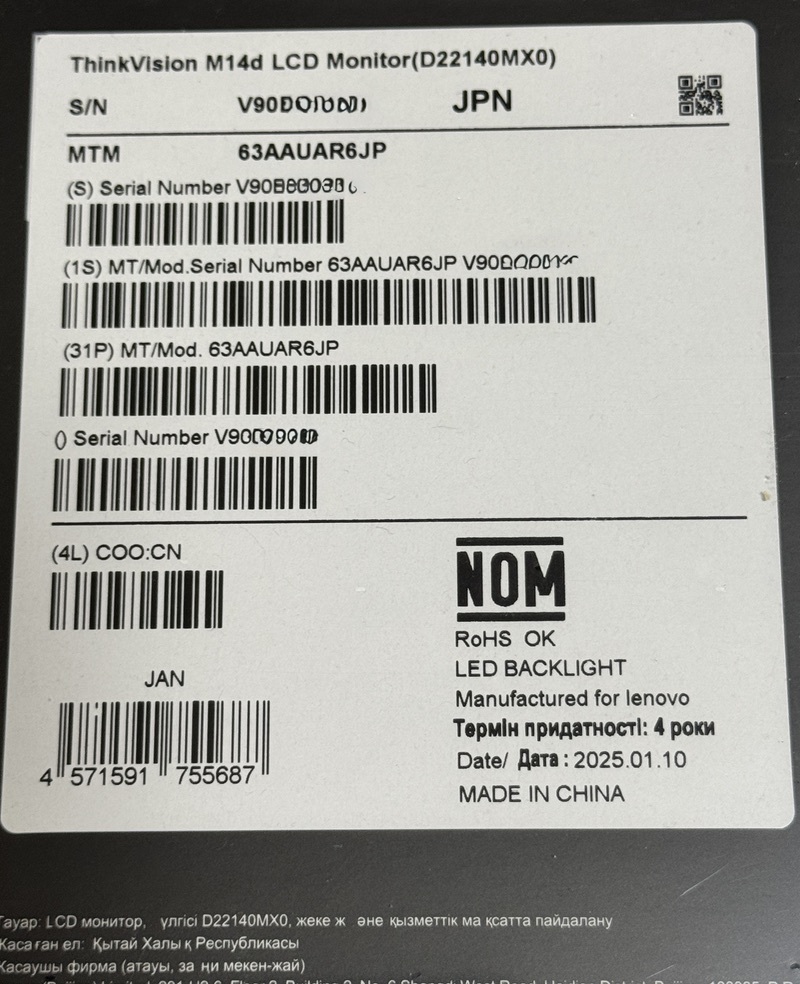 ThinkVision M14d LCD Monitor(D22140MX0)
S/N JPN
MTM 63AAUAR6JP
(S) Serial Number
(1S) MT/Mod.Serial Number 63AAUAR6JP
(31P) MT/Mod. 63AAUAR6JP
() Serial Number
(4L) COO:CN
NOM
RoHS OK
LED BACKLIGHT
Manufactured for lenovo
Термін придатності: 4 роки
Date/ Дата : 2025.01.10
MADE IN CHINA
JAN
4 571591 755687
Тауар: LCD монитор, үлгісі D22140MX0, жеке ж әне қызметтік ма қсатта пайдалану
Жаса ған ел: Қытай Халы қ Республикасы
Жасаушы фирма (атауы, за ңи мекен-жай)